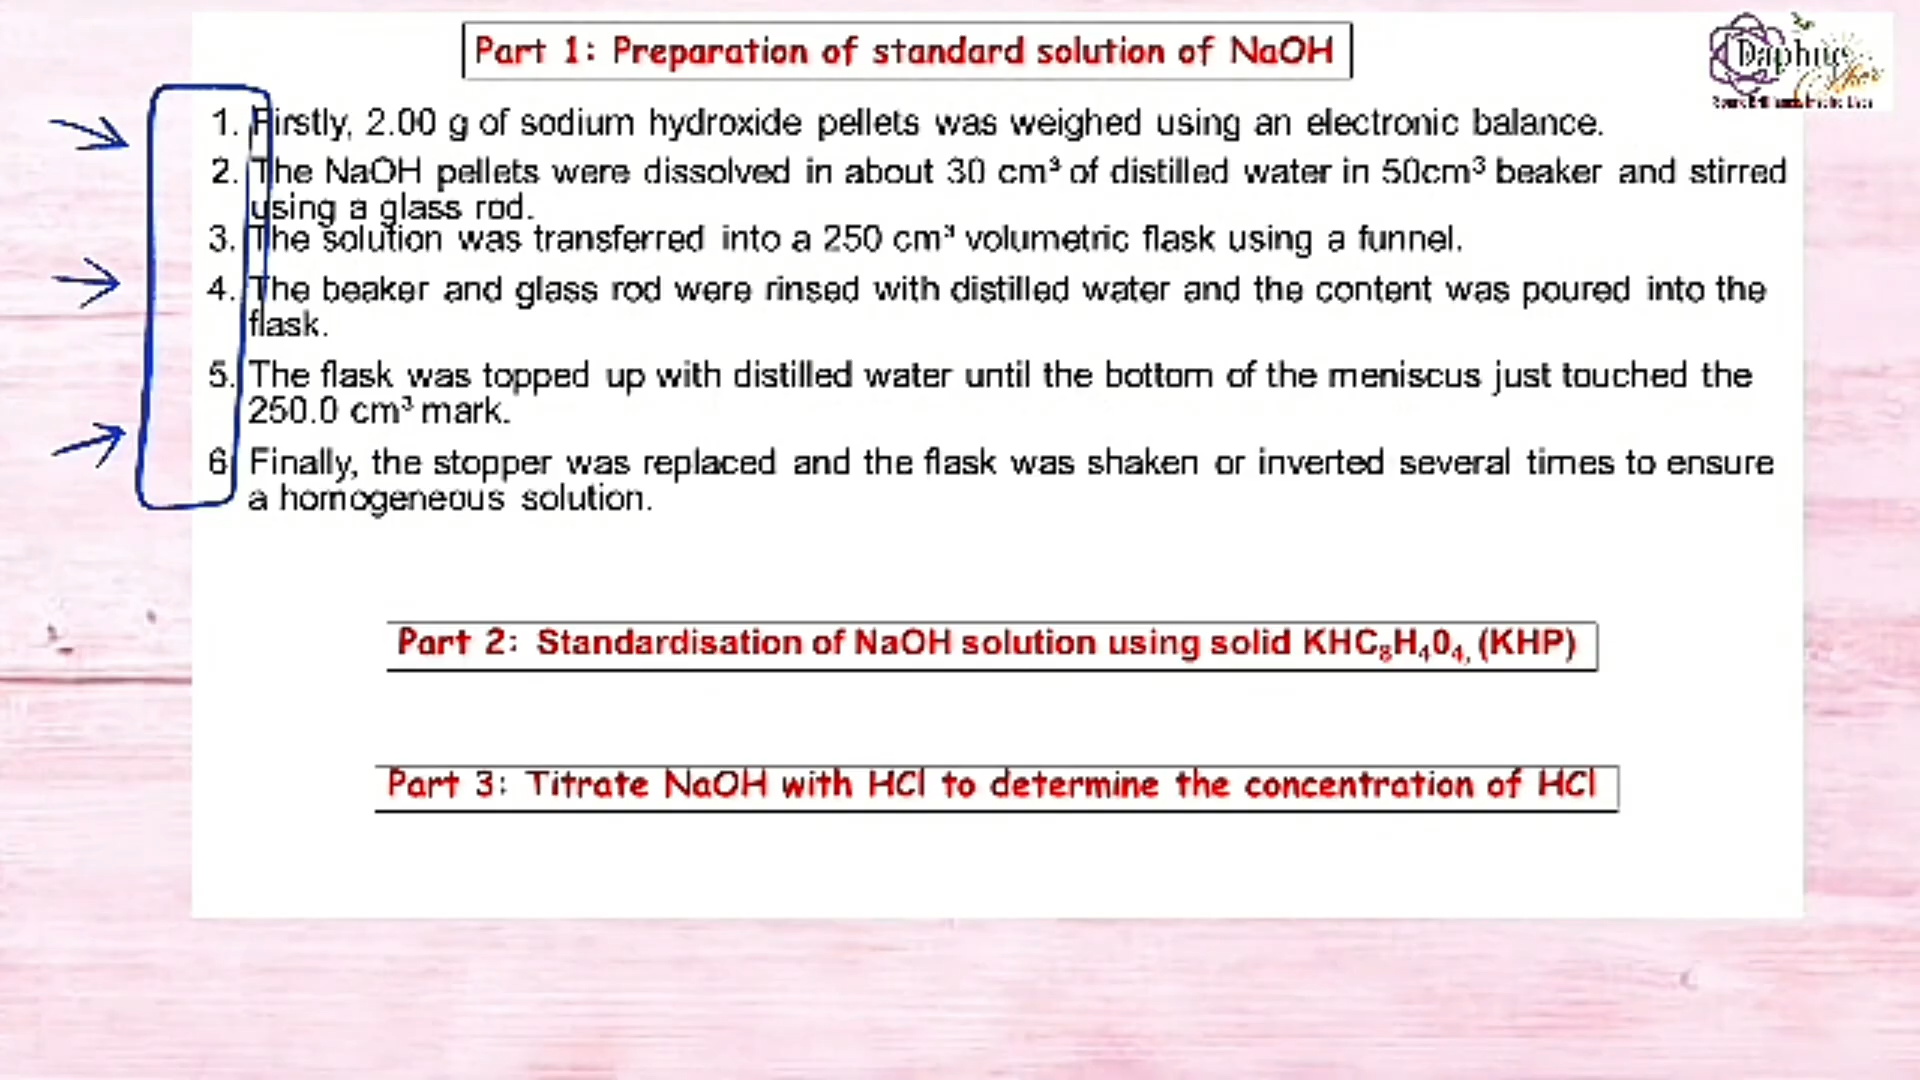 Part 1: Preparation of standard solution of NaOH
Daphne
1. Firstly, 2.00 g of sodium hydroxide pellets was weighed using an electronic balance.
2. The NaOH pellets were dissolved in about 30 cm³ of distilled water in 50cm³ beaker and stirred
using a glass rod.
3. The solution was transferred into a 250 cm³ volumetric flask using a funnel.
4. The beaker and glass rod were rinsed with distilled water and the content was poured into the
flask.
5. The flask was topped up with distilled water until the bottom of the meniscus just touched the
250.0 cm³ mark.
6. Finally, the stopper was replaced and the flask was shaken or inverted several times to ensure
a homogeneous solution.
Part 2: Standardisation of NaOH solution using solid KHC₈H₄0₄, (KHP)
Part 3: Titrate NaOH with HCl to determine the concentration of HCl